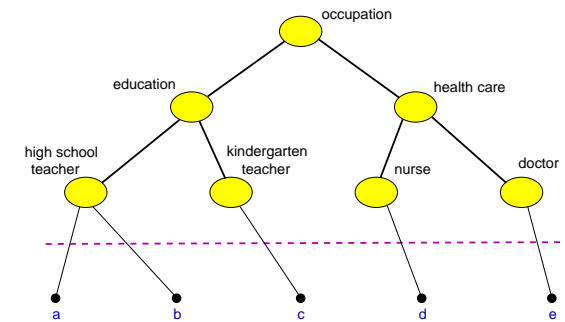 occupation
education
health care
high school
teacher
kindergarten
teacher
nurse
doctor
a
b
c
d
e